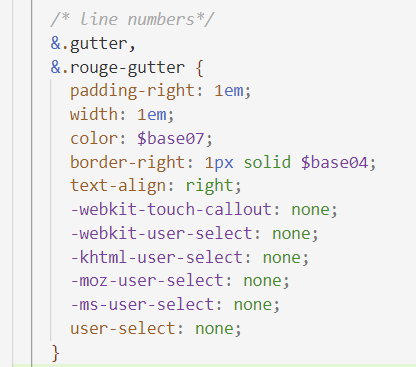 /* line numbers*/
&.gutter,
&.rouge-gutter {
padding-right: 1em;
width: 1em;
color: $base07;
border-right: 1px solid $base04;
text-align: right;
-webkit-touch-callout: none;
-webkit-user-select: none;
-khtml-user-select: none;
-moz-user-select: none;
-ms-user-select: none;
user-select: none;
}